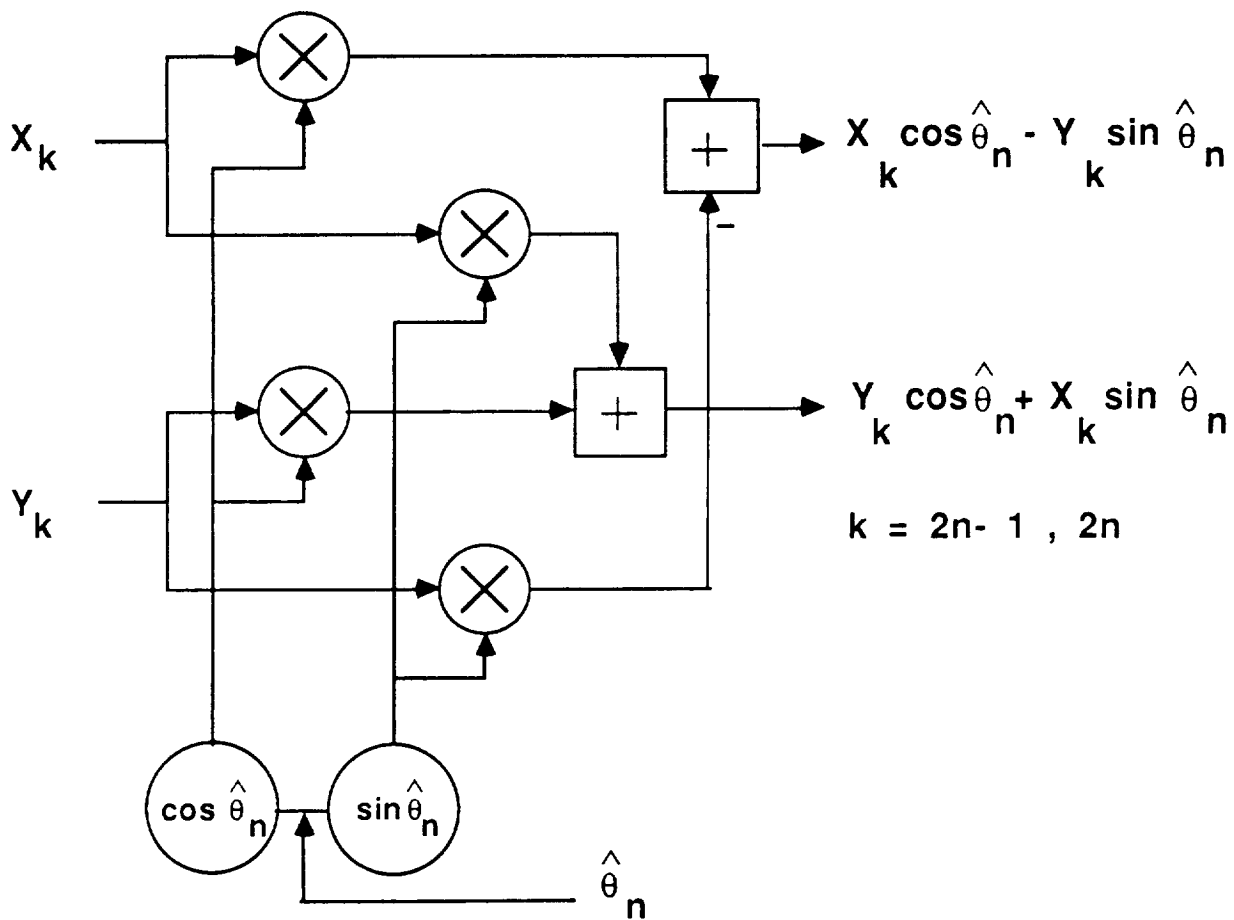 X_k
X_k cos θ̂_n - Y_k sin θ̂_n
-
Y_k cos θ̂_n + X_k sin θ̂_n
Y_k
k = 2n- 1 , 2n
cos θ̂_n
sin θ̂_n
θ̂_n